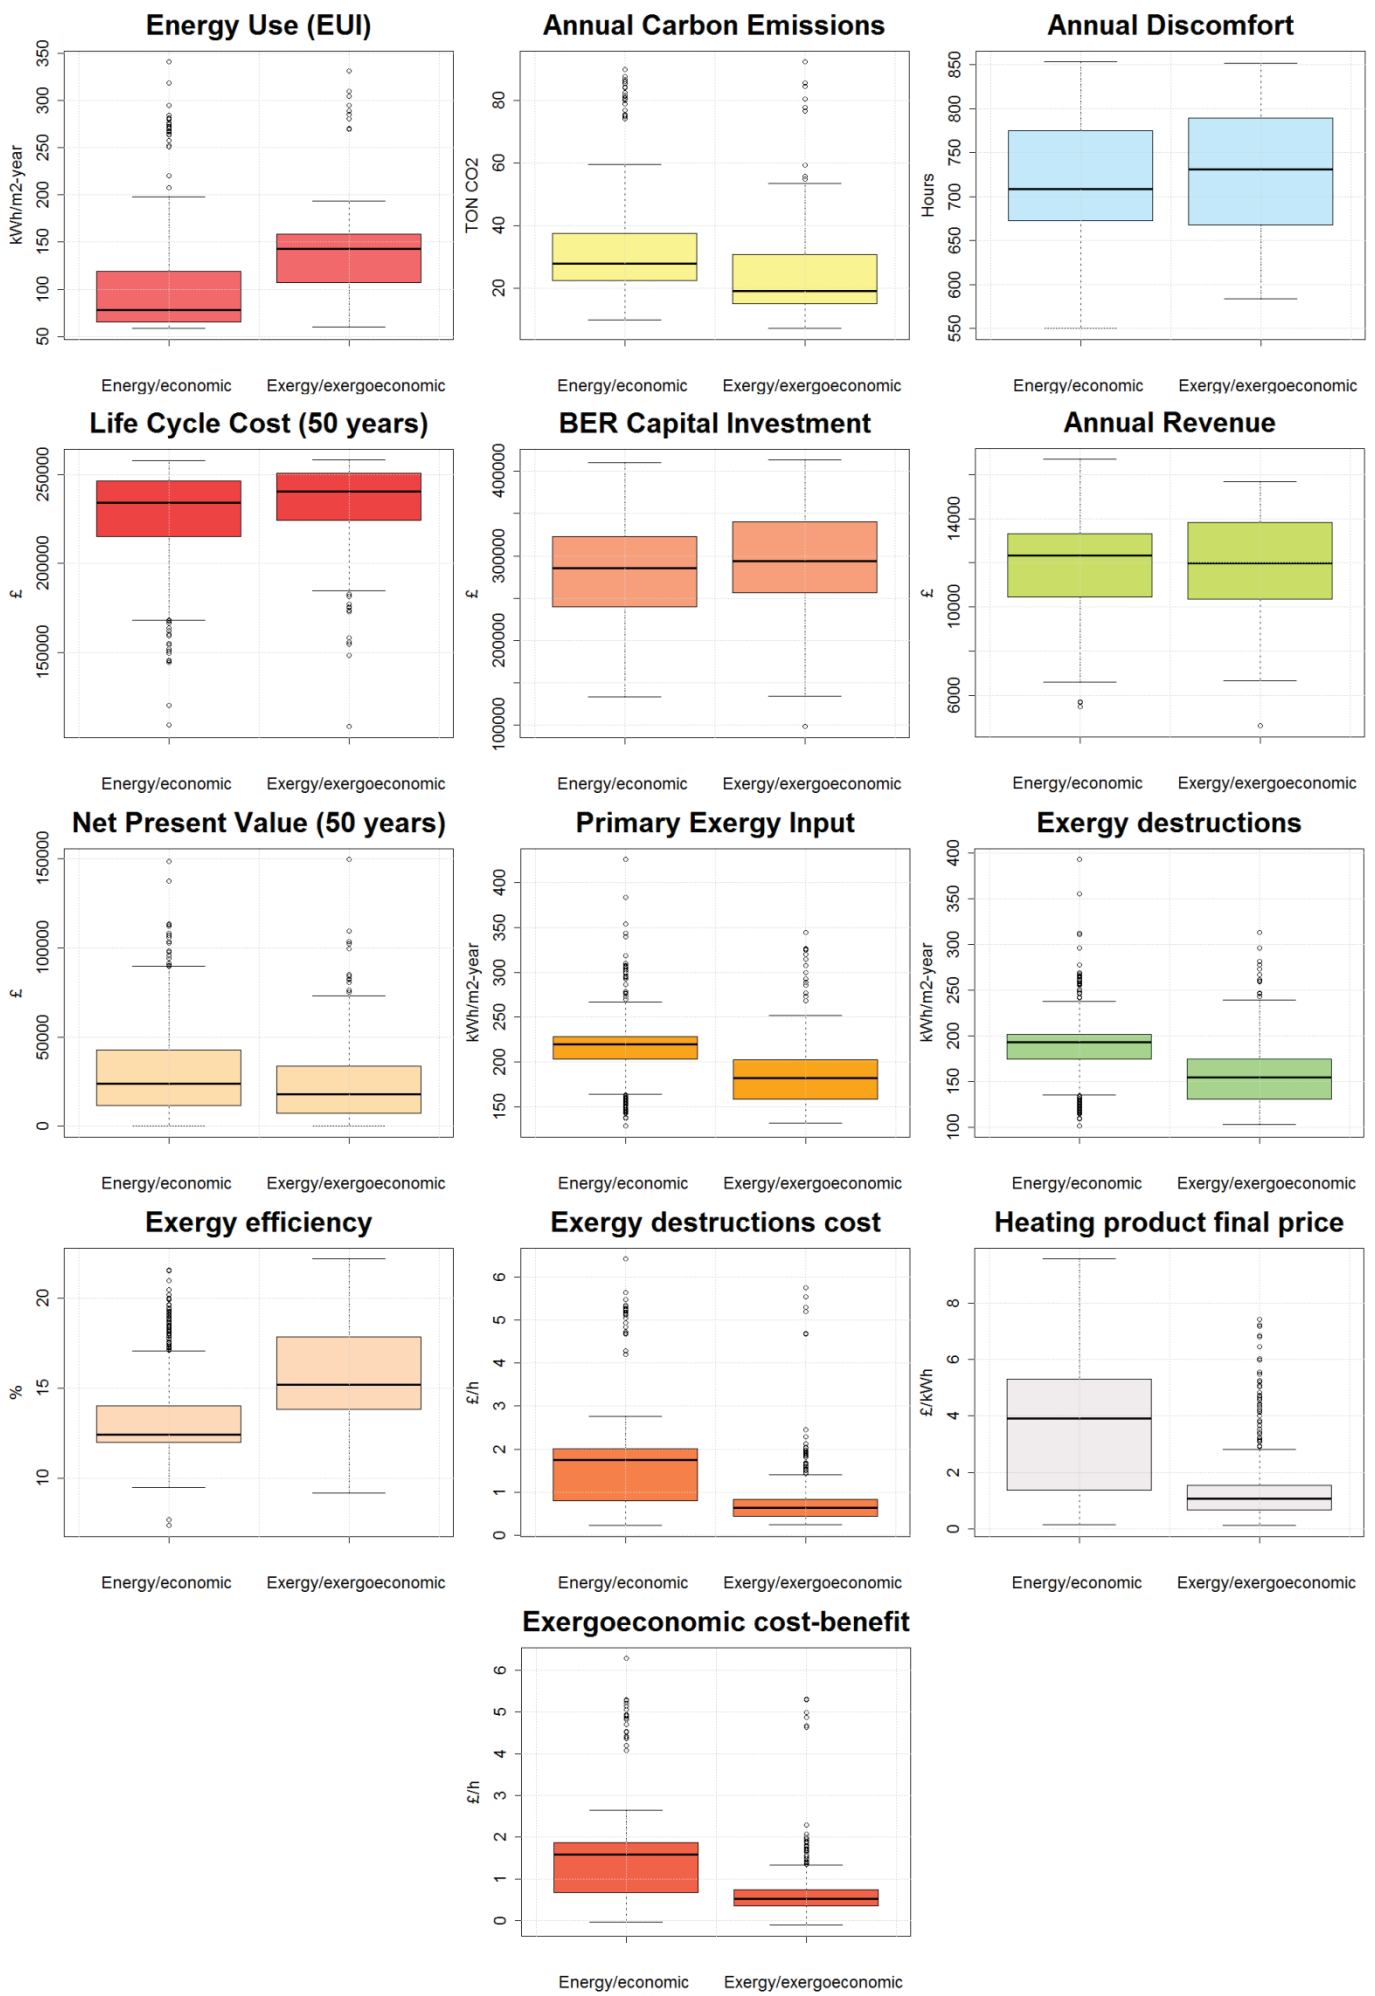 Energy Use (EUI)
kWh/m2-year
350
300
250
200
150
100
50
Energy/economic
Exergy/exergoeconomic
Annual Carbon Emissions
TON CO2
80
60
40
20
Energy/economic
Exergy/exergoeconomic
Annual Discomfort
Hours
850
800
750
700
650
600
550
Energy/economic
Exergy/exergoeconomic
Life Cycle Cost (50 years)
£
250000
200000
150000
Energy/economic
Exergy/exergoeconomic
BER Capital Investment
£
400000
300000
200000
100000
Energy/economic
Exergy/exergoeconomic
Annual Revenue
£
14000
10000
6000
Energy/economic
Exergy/exergoeconomic
Net Present Value (50 years)
£
150000
100000
50000
0
Energy/economic
Exergy/exergoeconomic
Primary Exergy Input
kWh/m2-year
400
350
300
250
200
150
Energy/economic
Exergy/exergoeconomic
Exergy destructions
kWh/m2-year
400
350
300
250
200
150
100
Energy/economic
Exergy/exergoeconomic
Exergy efficiency
%
20
15
10
Energy/economic
Exergy/exergoeconomic
Exergy destructions cost
£/h
6
5
4
3
2
1
0
Energy/economic
Exergy/exergoeconomic
Heating product final price
£/kWh
8
6
4
2
0
Energy/economic
Exergy/exergoeconomic
Exergoeconomic cost-benefit
£/h
6
5
4
3
2
1
0
Energy/economic
Exergy/exergoeconomic